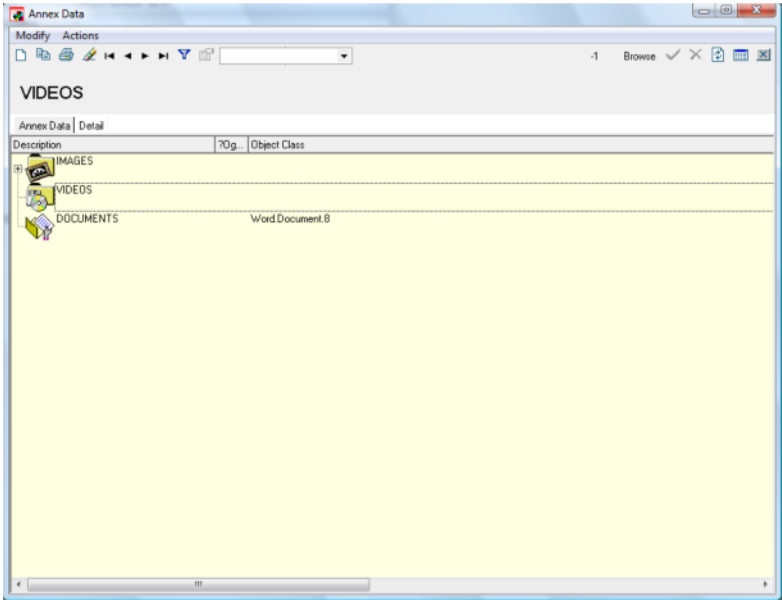 Annex Data
Modify Actions
-1 Browse
VIDEOS
Annex Data Detail
Description ?Og... Object Class
IMAGES
VIDEOS
DOCUMENTS Word.Document.8